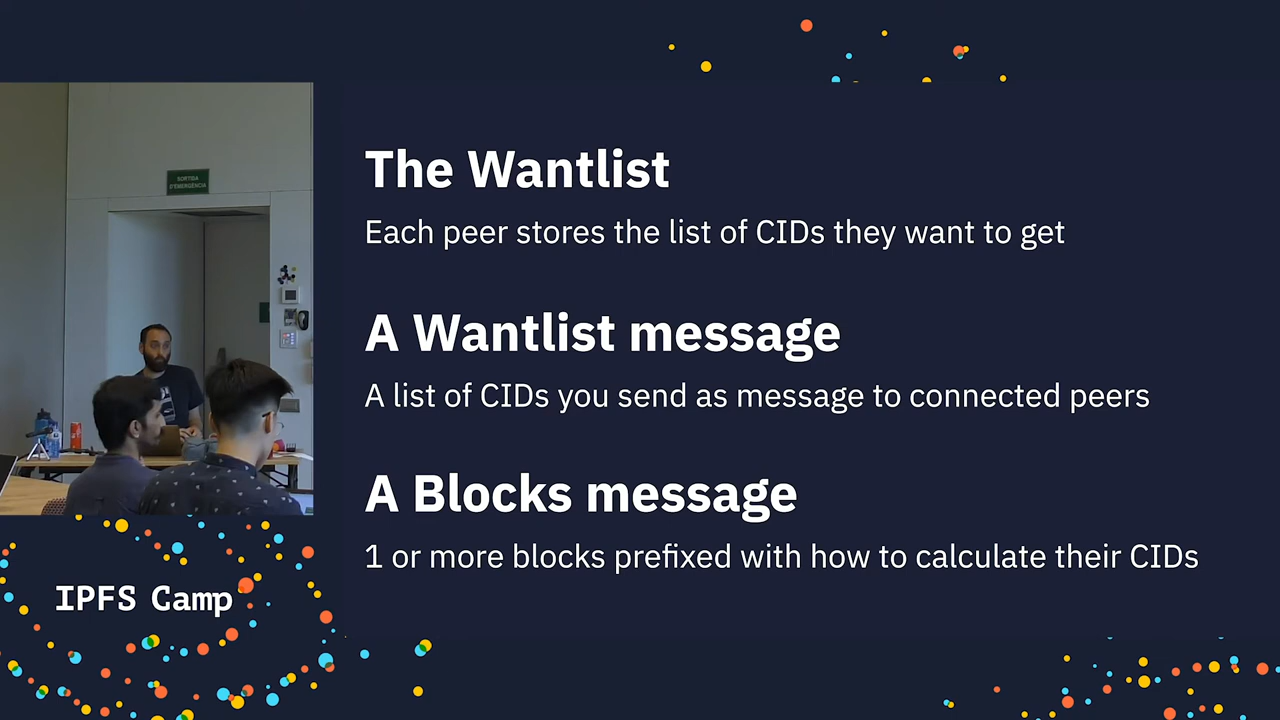 The Wantlist
Each peer stores the list of CIDs they want to get
A Wantlist message
A list of CIDs you send as message to connected peers
A Blocks message
1 or more blocks prefixed with how to calculate their CIDs
SORTIDA
D'EMERGÈNCIA
IPFS Camp